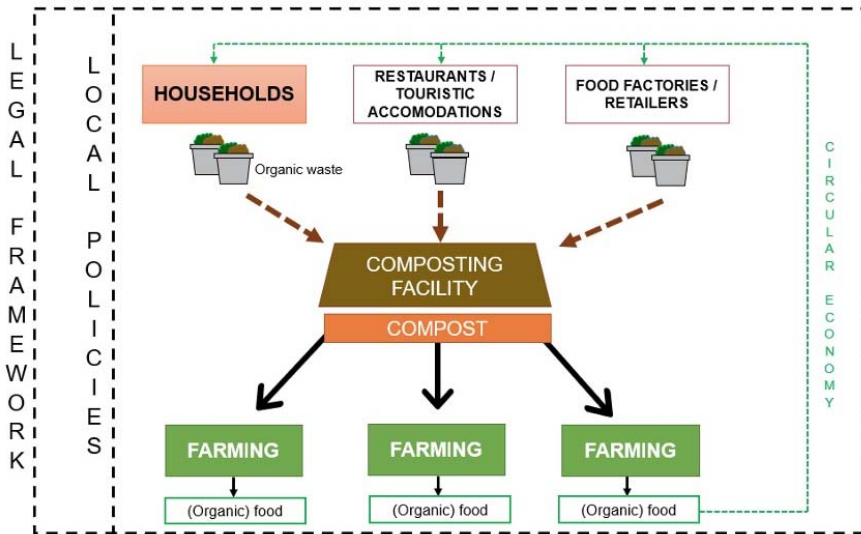 LEGAL FRAMEWORK
LOCAL POLICIES
HOUSEHOLDS
RESTAURANTS /
TOURISTIC
ACCOMODATIONS
FOOD FACTORIES /
RETAILERS
Organic waste
COMPOSTING
FACILITY
COMPOST
CIRCULAR ECONOMY
FARMING
FARMING
FARMING
(Organic) food
(Organic) food
(Organic) food